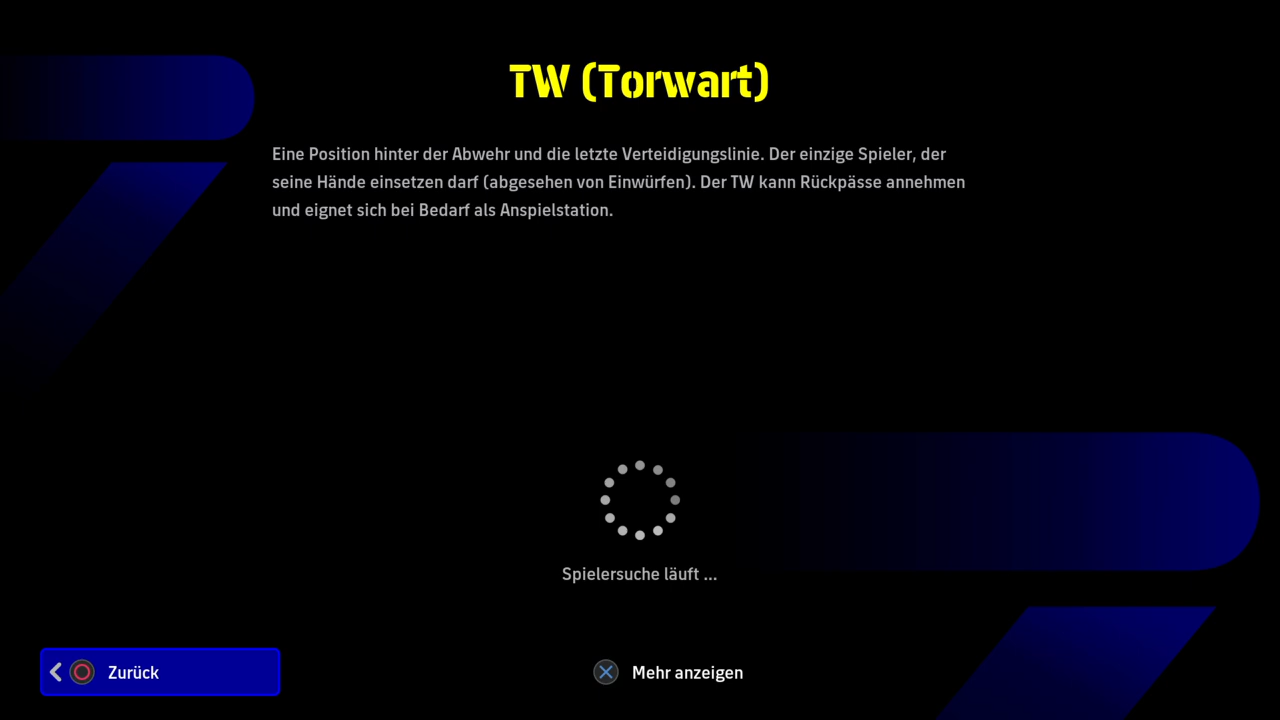 TW (Torwart)
Eine Position hinter der Abwehr und die letzte Verteidigungslinie. Der einzige Spieler, der
seine Hände einsetzen darf (abgesehen von Einwürfen). Der TW kann Rückpässe annehmen
und eignet sich bei Bedarf als Anspielstation.
Spielersuche läuft ...
Zurück
Mehr anzeigen